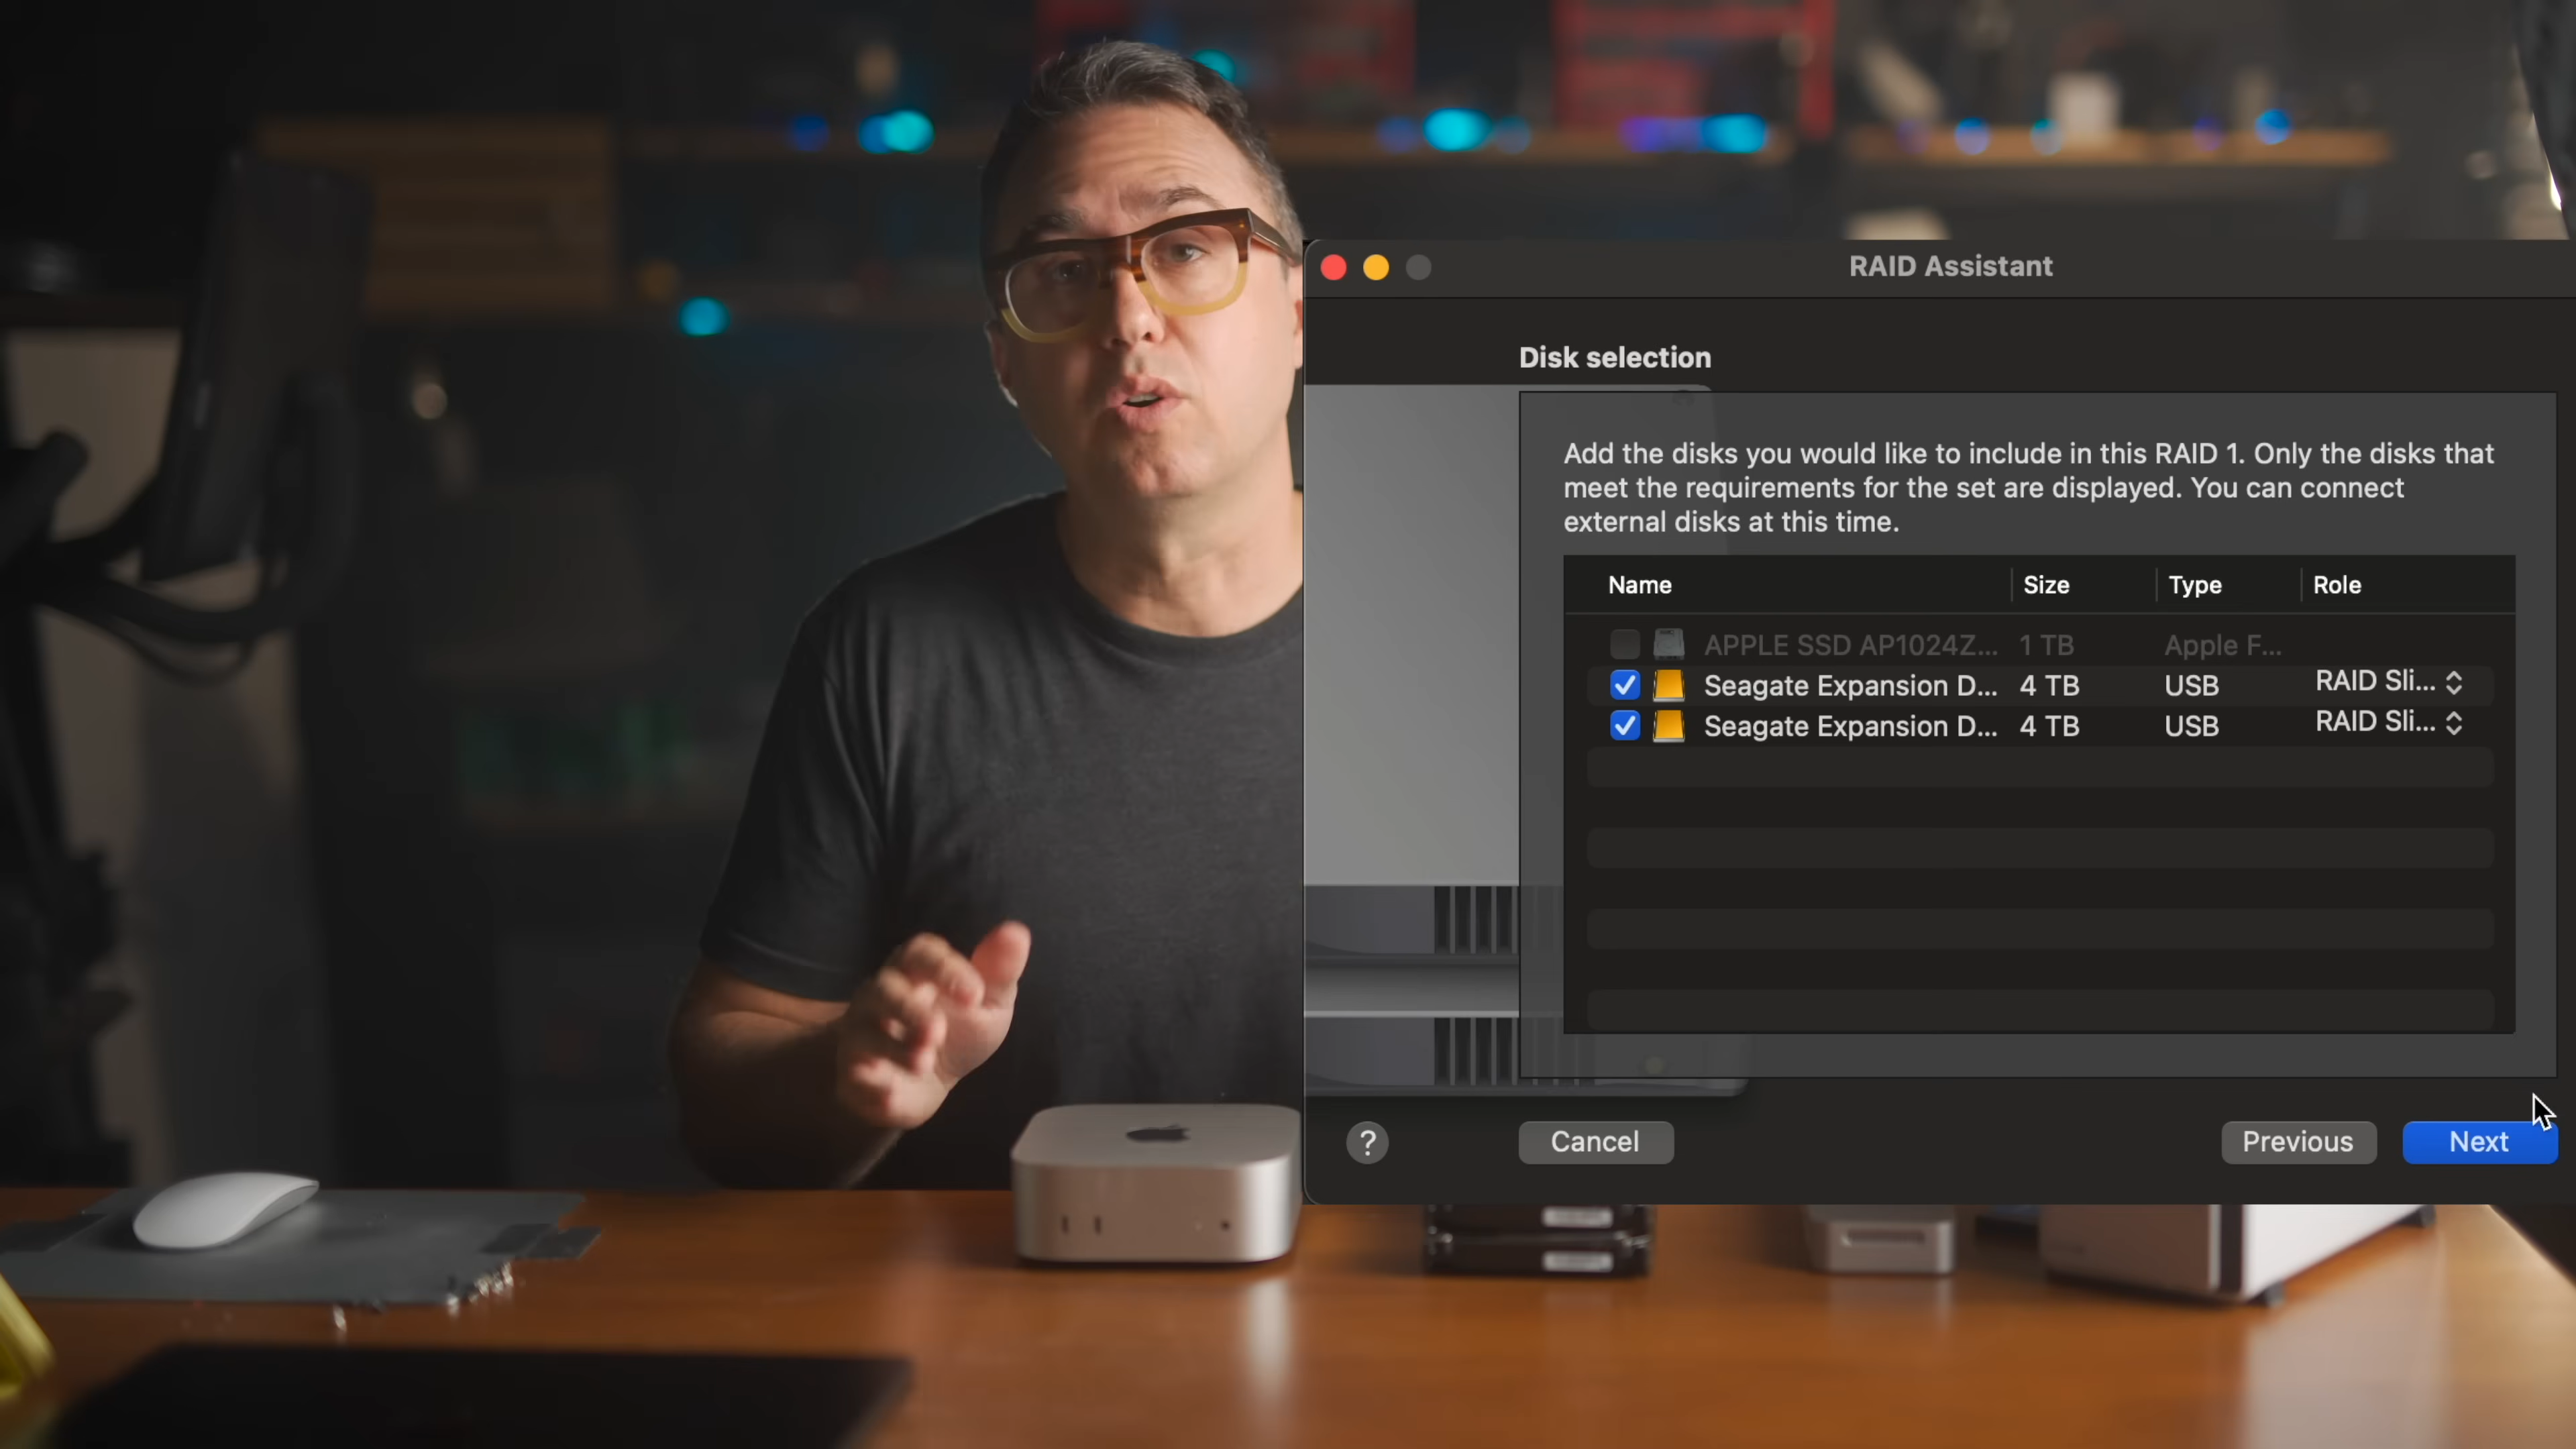 RAID Assistant
Disk selection
Add the disks you would like to include in this RAID 1. Only the disks that
meet the requirements for the set are displayed. You can connect
external disks at this time.
Name Size Type Role
APPLE SSD AP1024Z... 1 TB Apple F...
Seagate Expansion D... 4 TB USB RAID Sli...
Seagate Expansion D... 4 TB USB RAID Sli...
? Cancel Previous Next